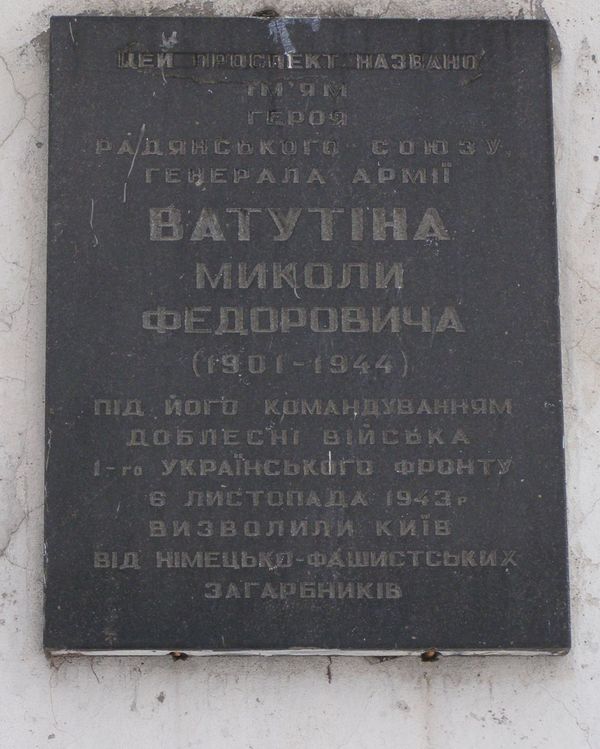 ЦЕЙ ПРОСПЕКТ НАЗВАНО
ІМ'ЯМ
ГЕРОЯ
РАДЯНСЬКОГО СОЮЗУ
ГЕНЕРАЛА АРМІЇ
ВАТУТІНА
МИКОЛИ
ФЕДОРОВИЧА
(1901-1944)
ПІД ЙОГО КОМАНДУВАННЯМ
ДОБЛЕСНІ ВІЙСЬКА
1-го УКРАЇНСЬКОГО ФРОНТУ
6 ЛИСТОПАДА 1943р
ВИЗВОЛИЛИ КИЇВ
ВІД НІМЕЦЬКО-ФАШИСТСЬКИХ
ЗАГАРБНИКІВ